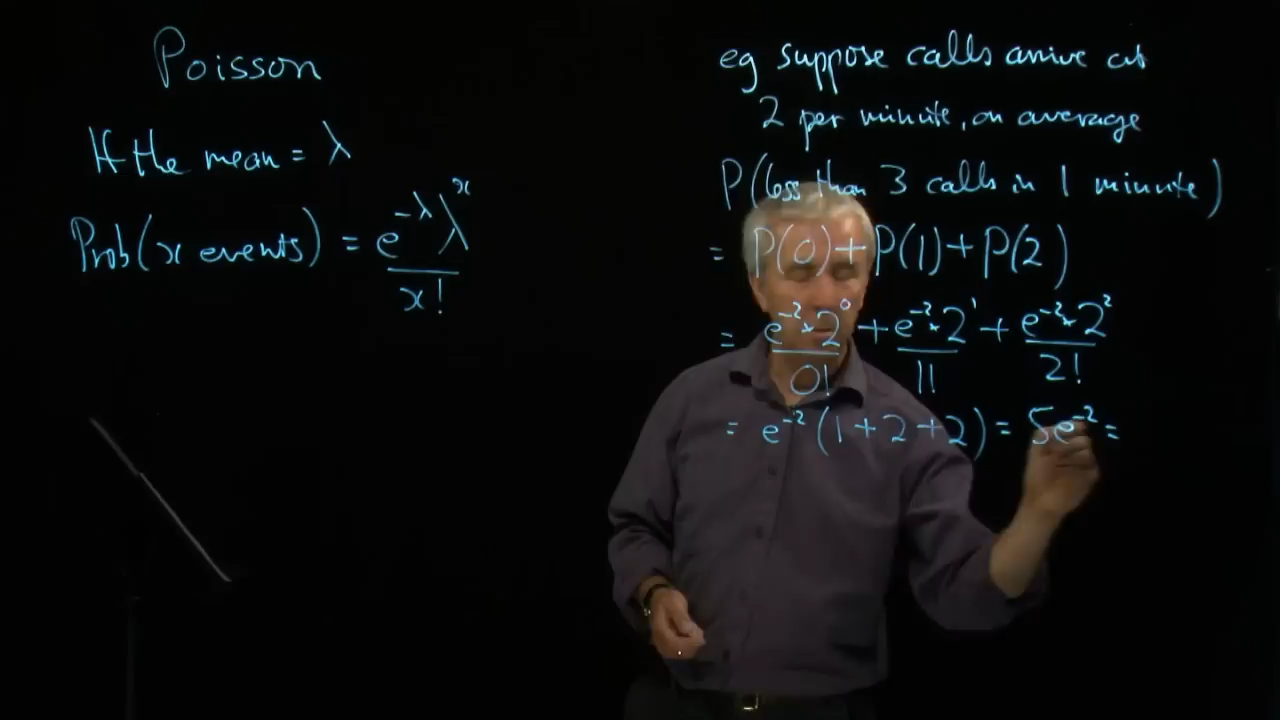 Poisson
If the mean = λ
Prob(x events) = e^-λ λ^x / x!
eg suppose calls arrive at
2 per minute, on average
P(less than 3 calls in 1 minute)
= P(0) + P(1) + P(2)
= e^-2 × 2^0 / 0! + e^-2 × 2^1 / 1! + e^-2 × 2^2 / 2!
= e^-2 (1 + 2 + 2) = 5e^-2 =